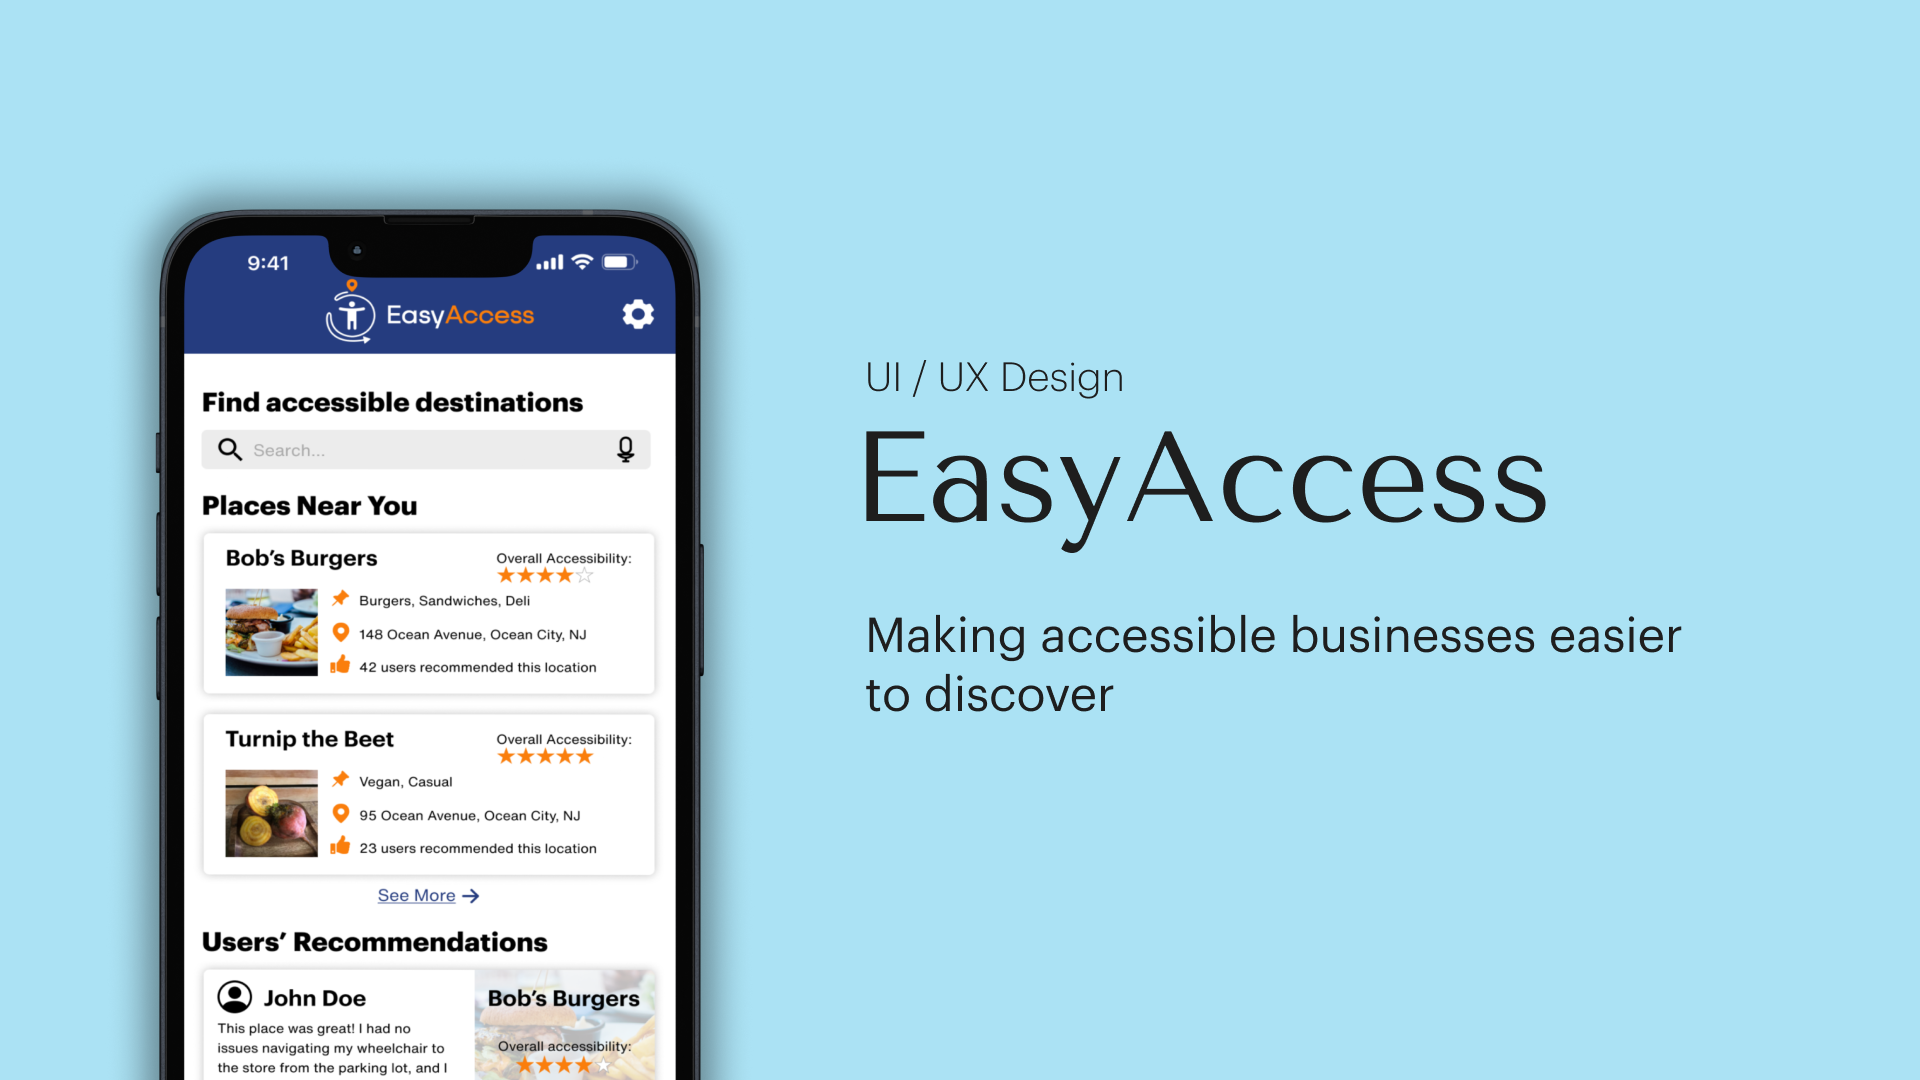 9:41
EasyAccess
Find accessible destinations
Search...
Places Near You
Bob's Burgers
Overall Accessibility:
Burgers, Sandwiches, Deli
148 Ocean Avenue, Ocean City, NJ
42 users recommended this location
Turnip the Beet
Overall Accessibility:
Vegan, Casual
95 Ocean Avenue, Ocean City, NJ
23 users recommended this location
See More
Users’ Recommendations
John Doe
This place was great! I had no
issues navigating my wheelchair to
the store from the parking lot, and I
Bob's Burgers
Overall accessibility:
UI / UX Design
EasyAccess
Making accessible businesses easier
to discover